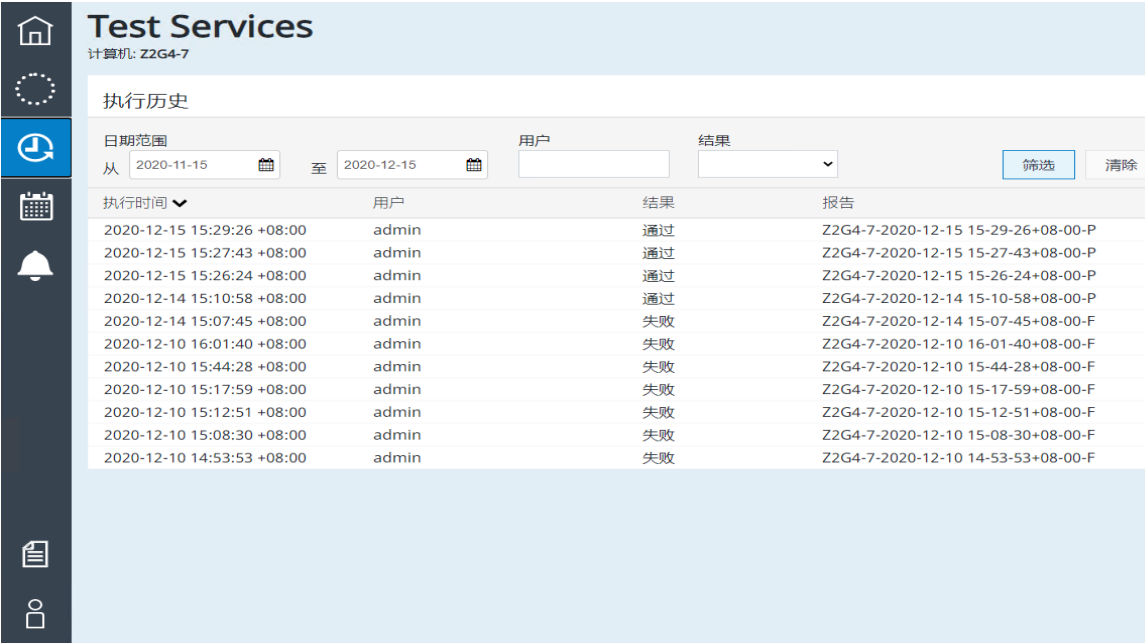 Test Services
计算机: Z2G4-7
执行历史
日期范围 用户 结果
从 2020-11-15 至 2020-12-15 筛选 清除
执行时间 用户 结果 报告
2020-12-15 15:29:26 +08:00 admin 通过 Z2G4-7-2020-12-15 15-29-26+08-00-P
2020-12-15 15:27:43 +08:00 admin 通过 Z2G4-7-2020-12-15 15-27-43+08-00-P
2020-12-15 15:26:24 +08:00 admin 通过 Z2G4-7-2020-12-15 15-26-24+08-00-P
2020-12-14 15:10:58 +08:00 admin 通过 Z2G4-7-2020-12-14 15-10-58+08-00-P
2020-12-14 15:07:45 +08:00 admin 失败 Z2G4-7-2020-12-14 15-07-45+08-00-F
2020-12-10 16:01:40 +08:00 admin 失败 Z2G4-7-2020-12-10 16-01-40+08-00-F
2020-12-10 15:44:28 +08:00 admin 失败 Z2G4-7-2020-12-10 15-44-28+08-00-F
2020-12-10 15:17:59 +08:00 admin 失败 Z2G4-7-2020-12-10 15-17-59+08-00-F
2020-12-10 15:12:51 +08:00 admin 失败 Z2G4-7-2020-12-10 15-12-51+08-00-F
2020-12-10 15:08:30 +08:00 admin 失败 Z2G4-7-2020-12-10 15-08-30+08-00-F
2020-12-10 14:53:53 +08:00 admin 失败 Z2G4-7-2020-12-10 14-53-53+08-00-F